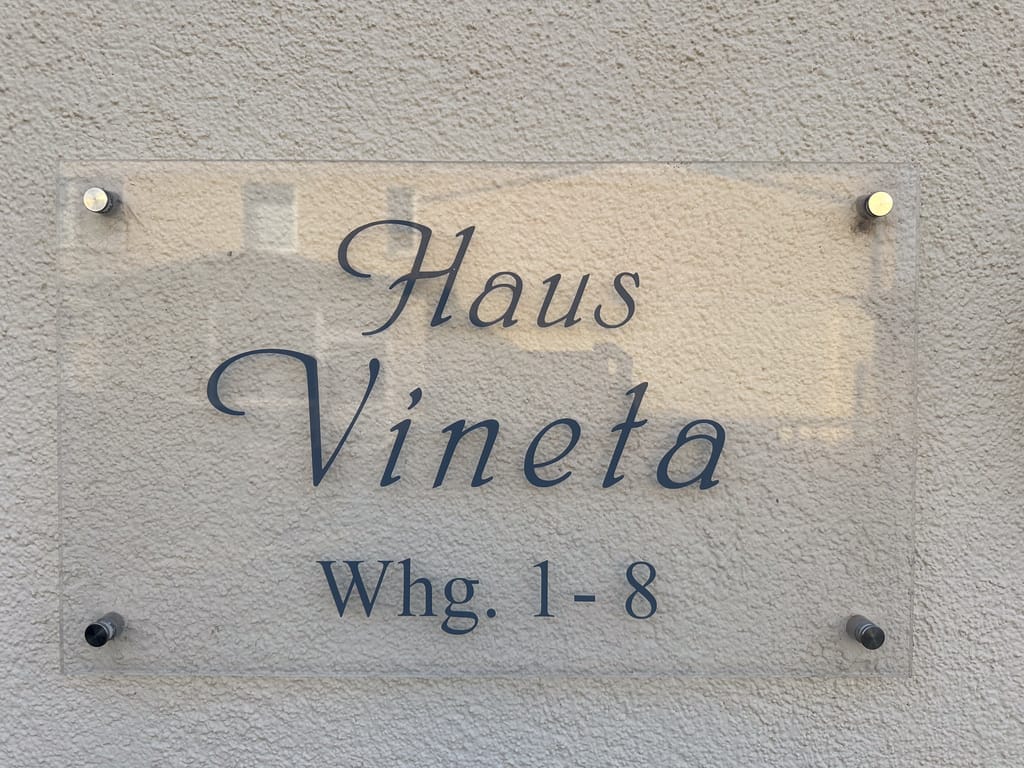 Haus
Vineta
Whg. 1 - 8